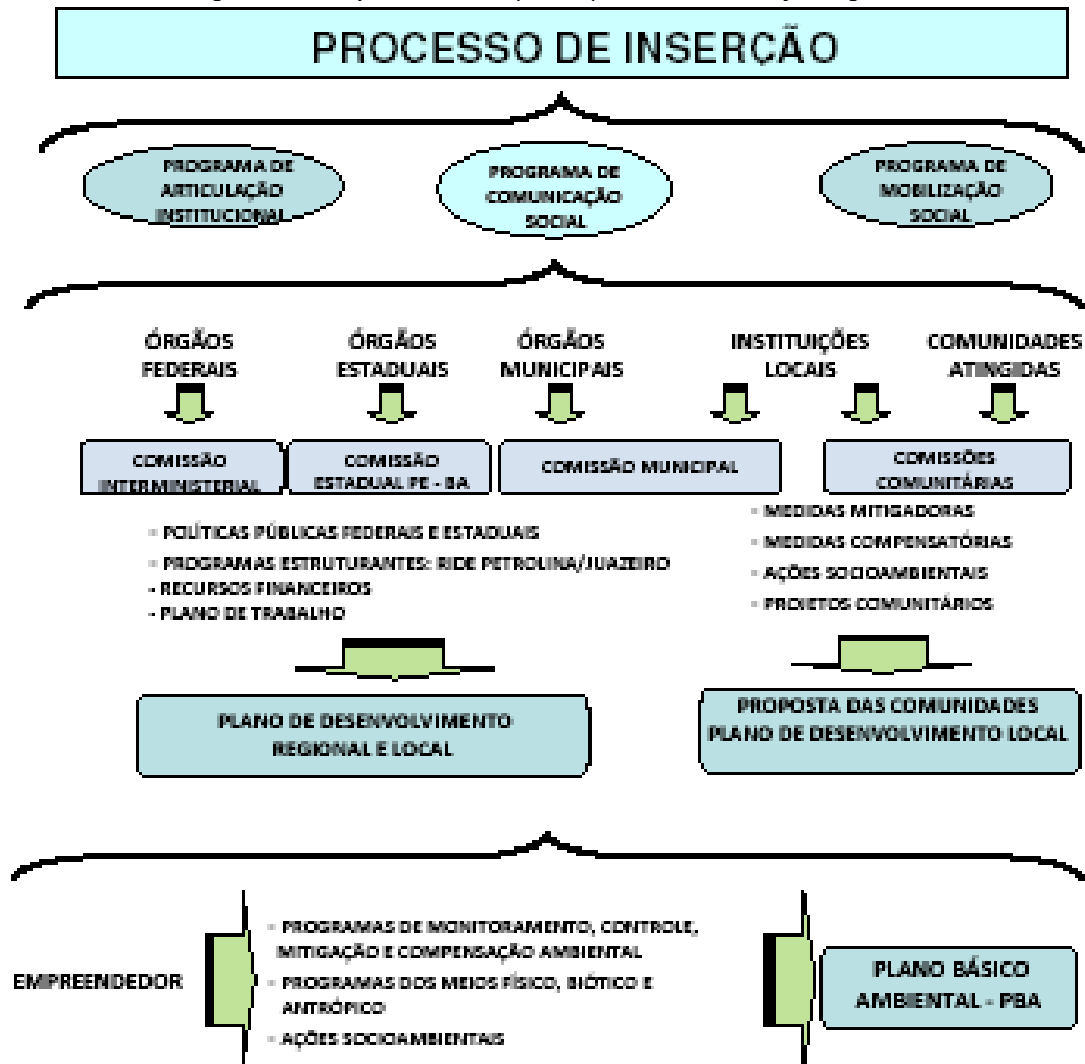 PROCESSO DE INSERÇÃO
PROGRAMA DE
ARTICULAÇÃO
INSTITUCIONAL
PROGRAMA DE
COMUNICAÇÃO
SOCIAL
PROGRAMA DE
MOBILIZAÇÃO
SOCIAL
ÓRGÃOS
FEDERAIS
ÓRGÃOS
ESTADUAIS
ÓRGÃOS
MUNICIPAIS
INSTITUIÇÕES
LOCAIS
COMUNIDADES
ATINGIDAS
COMISSÃO
INTERMINISTERIAL
COMISSÃO
ESTADUAL PE - BA
COMISSÃO MUNICIPAL
COMISSÕES
COMUNITÁRIAS
- POLÍTICAS PÚBLICAS FEDERAIS E ESTADUAIS
- PROGRAMAS ESTRUTURANTES: RIDE PETROLINA/JUAZEIRO
- RECURSOS FINANCEIROS
- PLANO DE TRABALHO
- MEDIDAS MITIGADORAS
- MEDIDAS COMPENSATÓRIAS
- AÇÕES SOCIOAMBIENTAIS
- PROJETOS COMUNITÁRIOS
PLANO DE DESENVOLVIMENTO
REGIONAL E LOCAL
PROPOSTA DAS COMUNIDADES
PLANO DE DESENVOLVIMENTO LOCAL
EMPREENDEDOR
- PROGRAMAS DE MONITORAMENTO, CONTROLE,
MITIGAÇÃO E COMPENSAÇÃO AMBIENTAL
- PROGRAMAS DOS MEIOS FÍSICO, BIÓTICO E
ANTRÓPICO
- AÇÕES SOCIOAMBIENTAIS
PLANO BÁSICO
AMBIENTAL - PBA